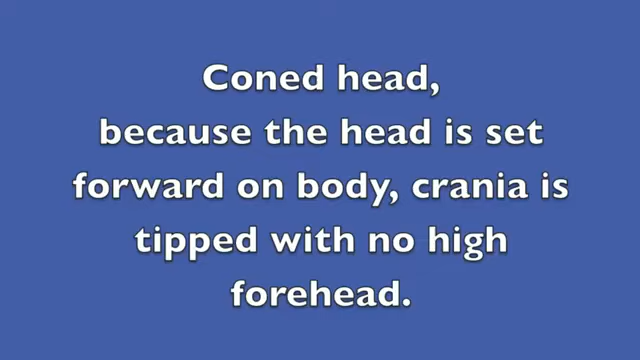 Coned head,
because the head is set
forward on body, crania is
tipped with no high
forehead.